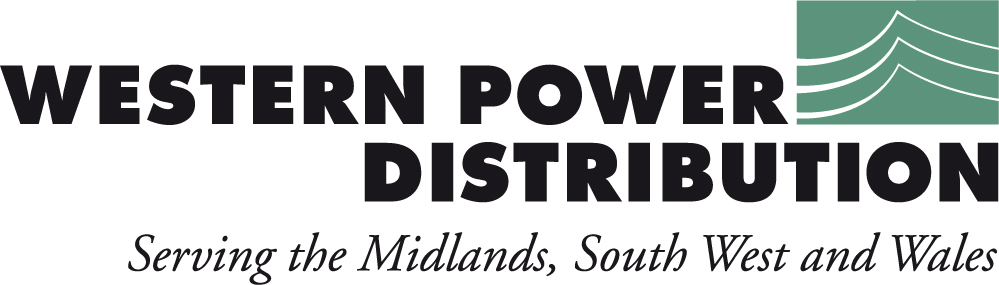 WESTERN POWER
DISTRIBUTION
Serving the Midlands, South West and Wales